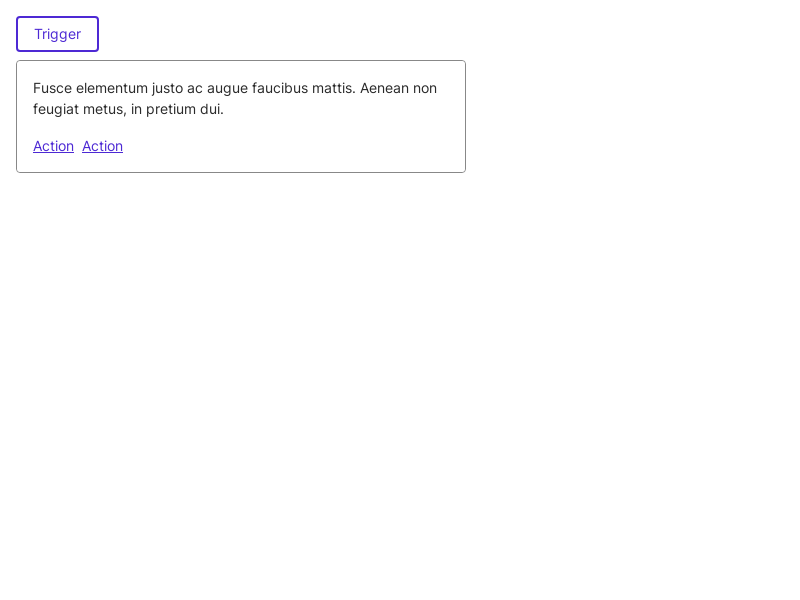 Trigger
Fusce elementum justo ac augue faucibus mattis. Aenean non
feugiat metus, in pretium dui.
Action Action